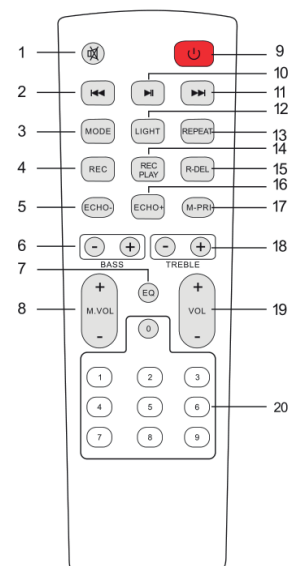 1 9
10
2 11
12
3 MODE LIGHT REPEAT 13
14
4 REC REC PLAY R-DEL 15
16
5 ECHO- ECHO+ M-PRI 17
6 - + - + 18
BASS TREBLE
7 EQ
+ +
8 M.VOL VOL 19
- -
0
1 2 3
4 5 6 20
7 8 9